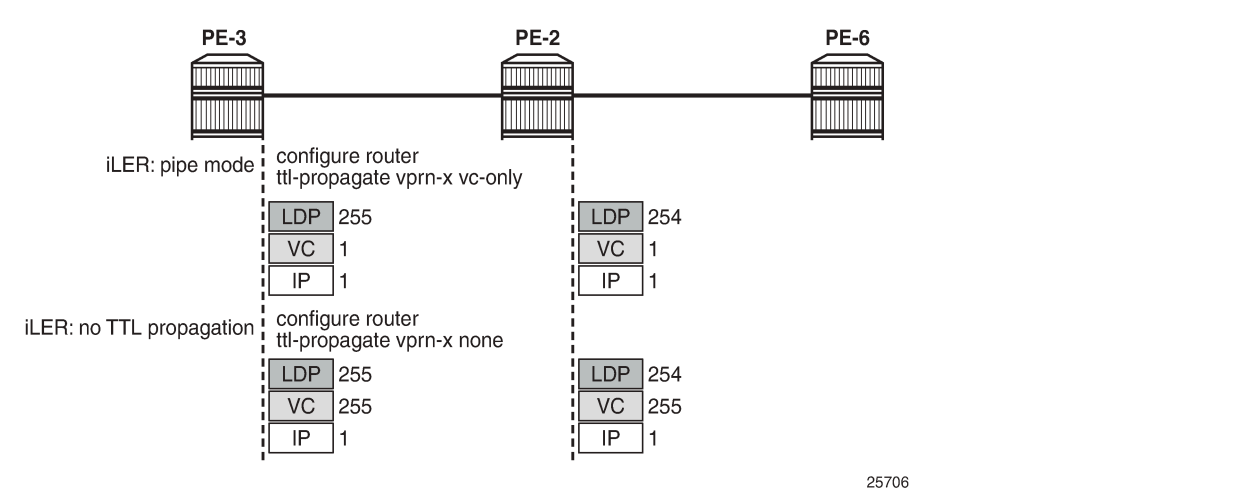 PE-3 PE-2 PE-6
iLER: pipe mode
configure router
ttl-propagate vprn-x vc-only
LDP 255 LDP 254
VC 1 VC 1
IP 1 IP 1
iLER: no TTL propagation
configure router
ttl-propagate vprn-x none
LDP 255 LDP 254
VC 255 VC 255
IP 1 IP 1
25706